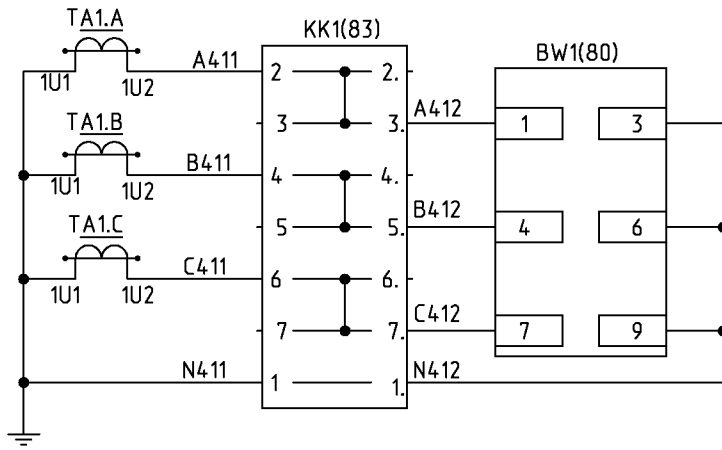 TA1.A
KK1(83)
BW1(80)
1U1 1U2 A411 2 2.
3 3. A412 1 3
TA1.B
1U1 1U2 B411 4 4.
5 5. B412 4 6
TA1.C
1U1 1U2 C411 6 6.
7 7. C412 7 9
N411 1 1. N412